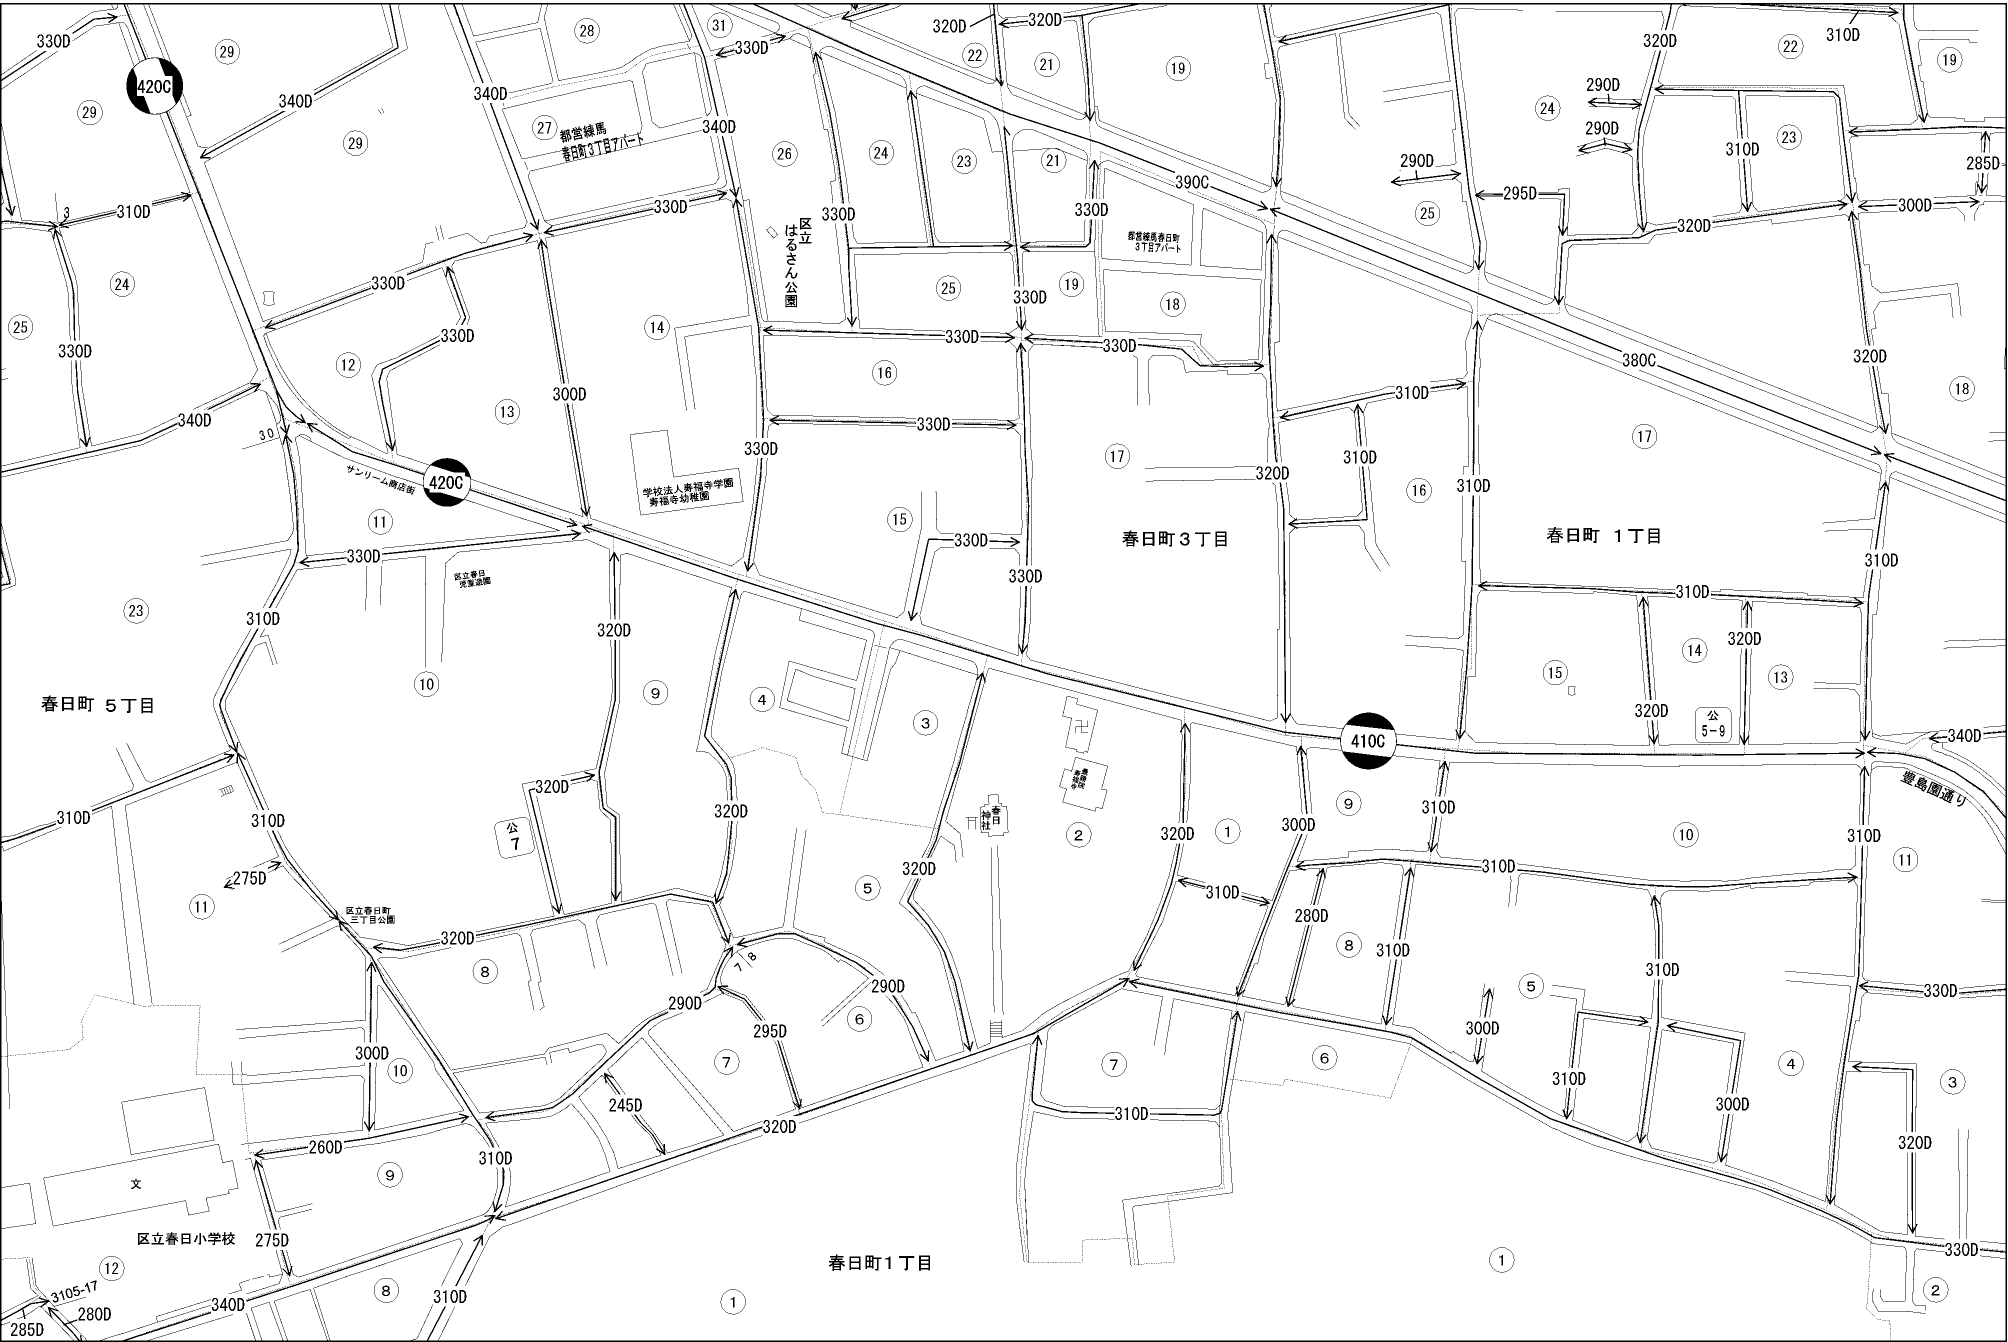 330D
420C
29
29
340D
29
310D
3
24
25
330D
340D
30
330D
12
330D
340D
28
27
都営練馬
春日町3丁目アパート
31
330D
340D
330D
26
区立
はるさん公園
24
23
22
320D
320D
21
19
21
330D
330D
390C
都営練馬春日町
3丁目アパート
25
330D
19
18
290D
25
295D
24
290D
290D
320D
22
310D
19
310D
23
285D
300D
320D
18
320D
380C
13
300D
14
16
330D
330D
330D
330D
310D
310D
16
17
17
320D
310D
サンリーム商店街
420C
11
330D
学校法人寿福寺学園
寿福寺幼稚園
15
330D
330D
春日町3丁目
春日町 1丁目
310D
区立春日
児童遊園
23
310D
320D
310D
320D
14
13
15
320D
公
5-9
340D
豊島園通り
春日町 5丁目
10
9
4
3
410C
310D
310D
320D
320D
公
7
320D
春日
神社
2
320D
1
300D
9
310D
10
310D
11
310D
275D
11
区立春日町
三丁目公園
320D
8
5
320D
310D
280D
8
310D
310D
5
330D
7 8
290D
290D
295D
6
7
300D
10
245D
320D
7
310D
6
300D
310D
300D
4
3
320D
260D
310D
9
文
区立春日小学校
275D
12
3105-17
280D
285D
340D
8
310D
1
春日町1丁目
1
330D
2